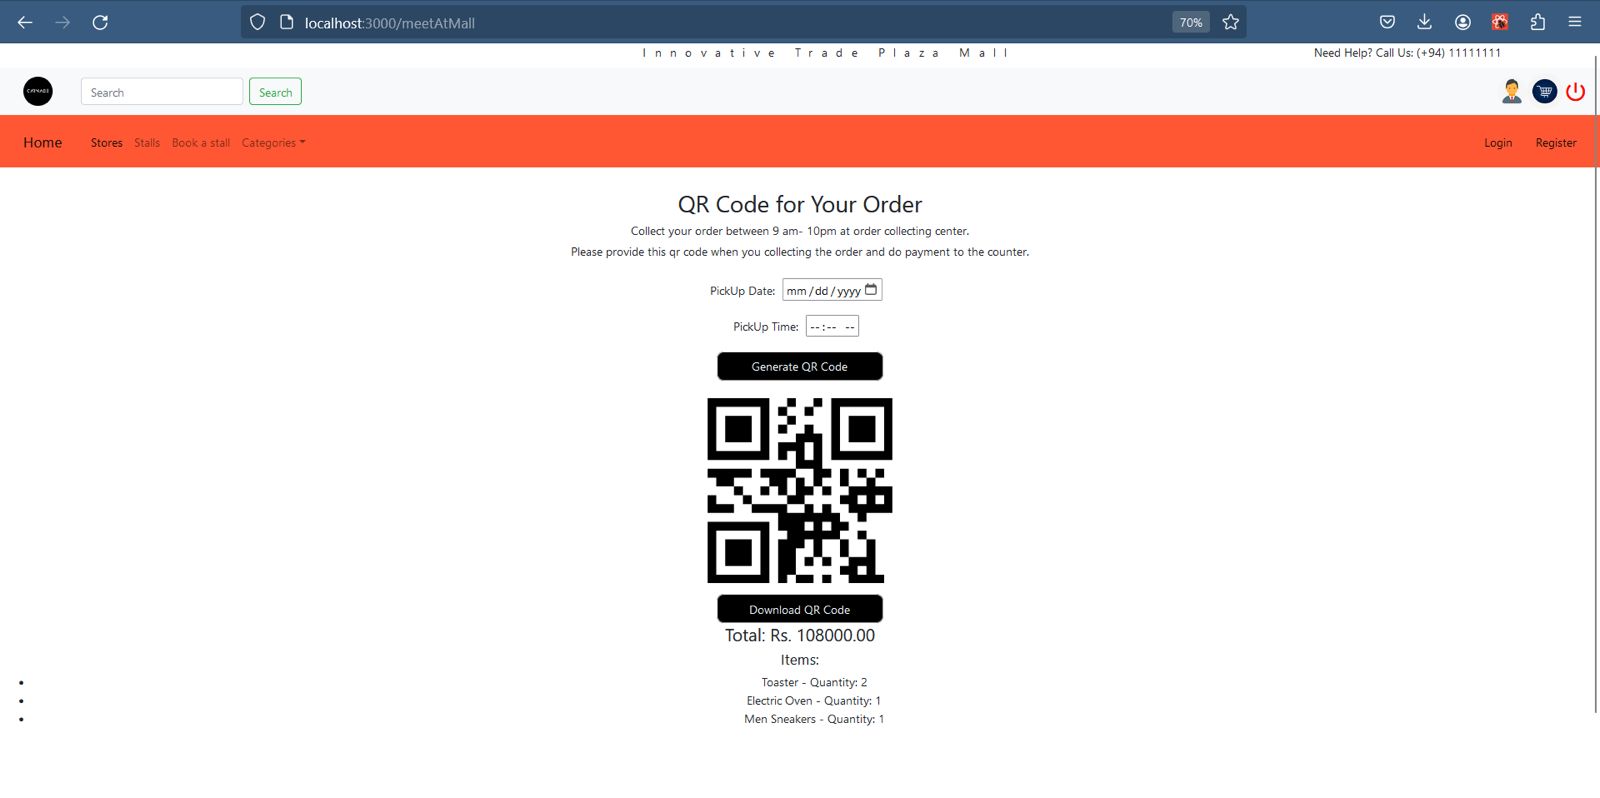 localhost:3000/meetAtMall
70%
Innovative Trade Plaza Mall
Need Help? Call Us: (+94) 11111111
Search
Search
Home
Stores
Stalls
Book a stall
Categories
Login
Register
QR Code for Your Order
Collect your order between 9 am- 10pm at order collecting center.
Please provide this qr code when you collecting the order and do payment to the counter.
PickUp Date: mm/dd/yyyy
PickUp Time: --:-- --
Generate QR Code
Download QR Code
Total: Rs. 108000.00
Items:
Toaster - Quantity: 2
Electric Oven - Quantity: 1
Men Sneakers - Quantity: 1